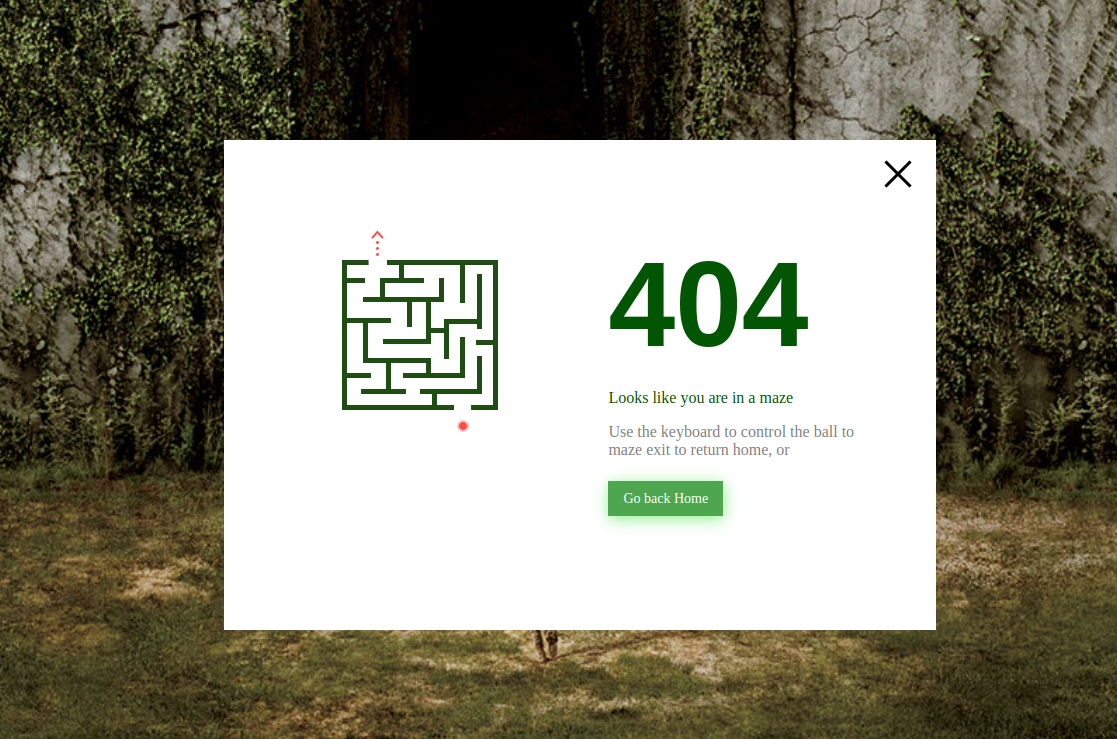 404
Looks like you are in a maze
Use the keyboard to control the ball to
maze exit to return home, or
Go back Home